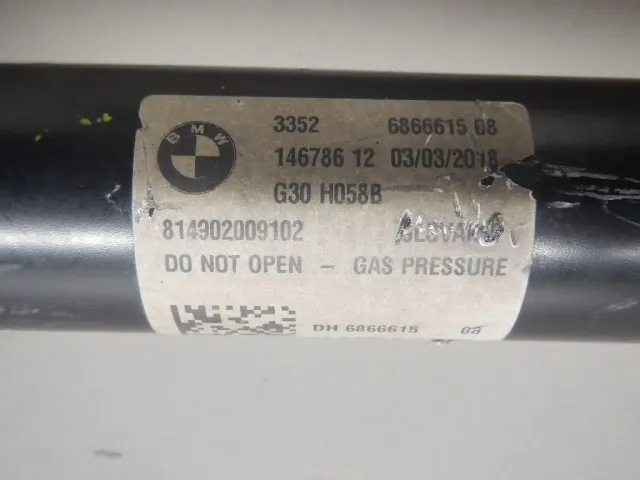 BMW
3352 6866615 08
146786 12 03/03/2018
G30 H058B
814902009102
DO NOT OPEN - GAS PRESSURE
DH 6866615 08